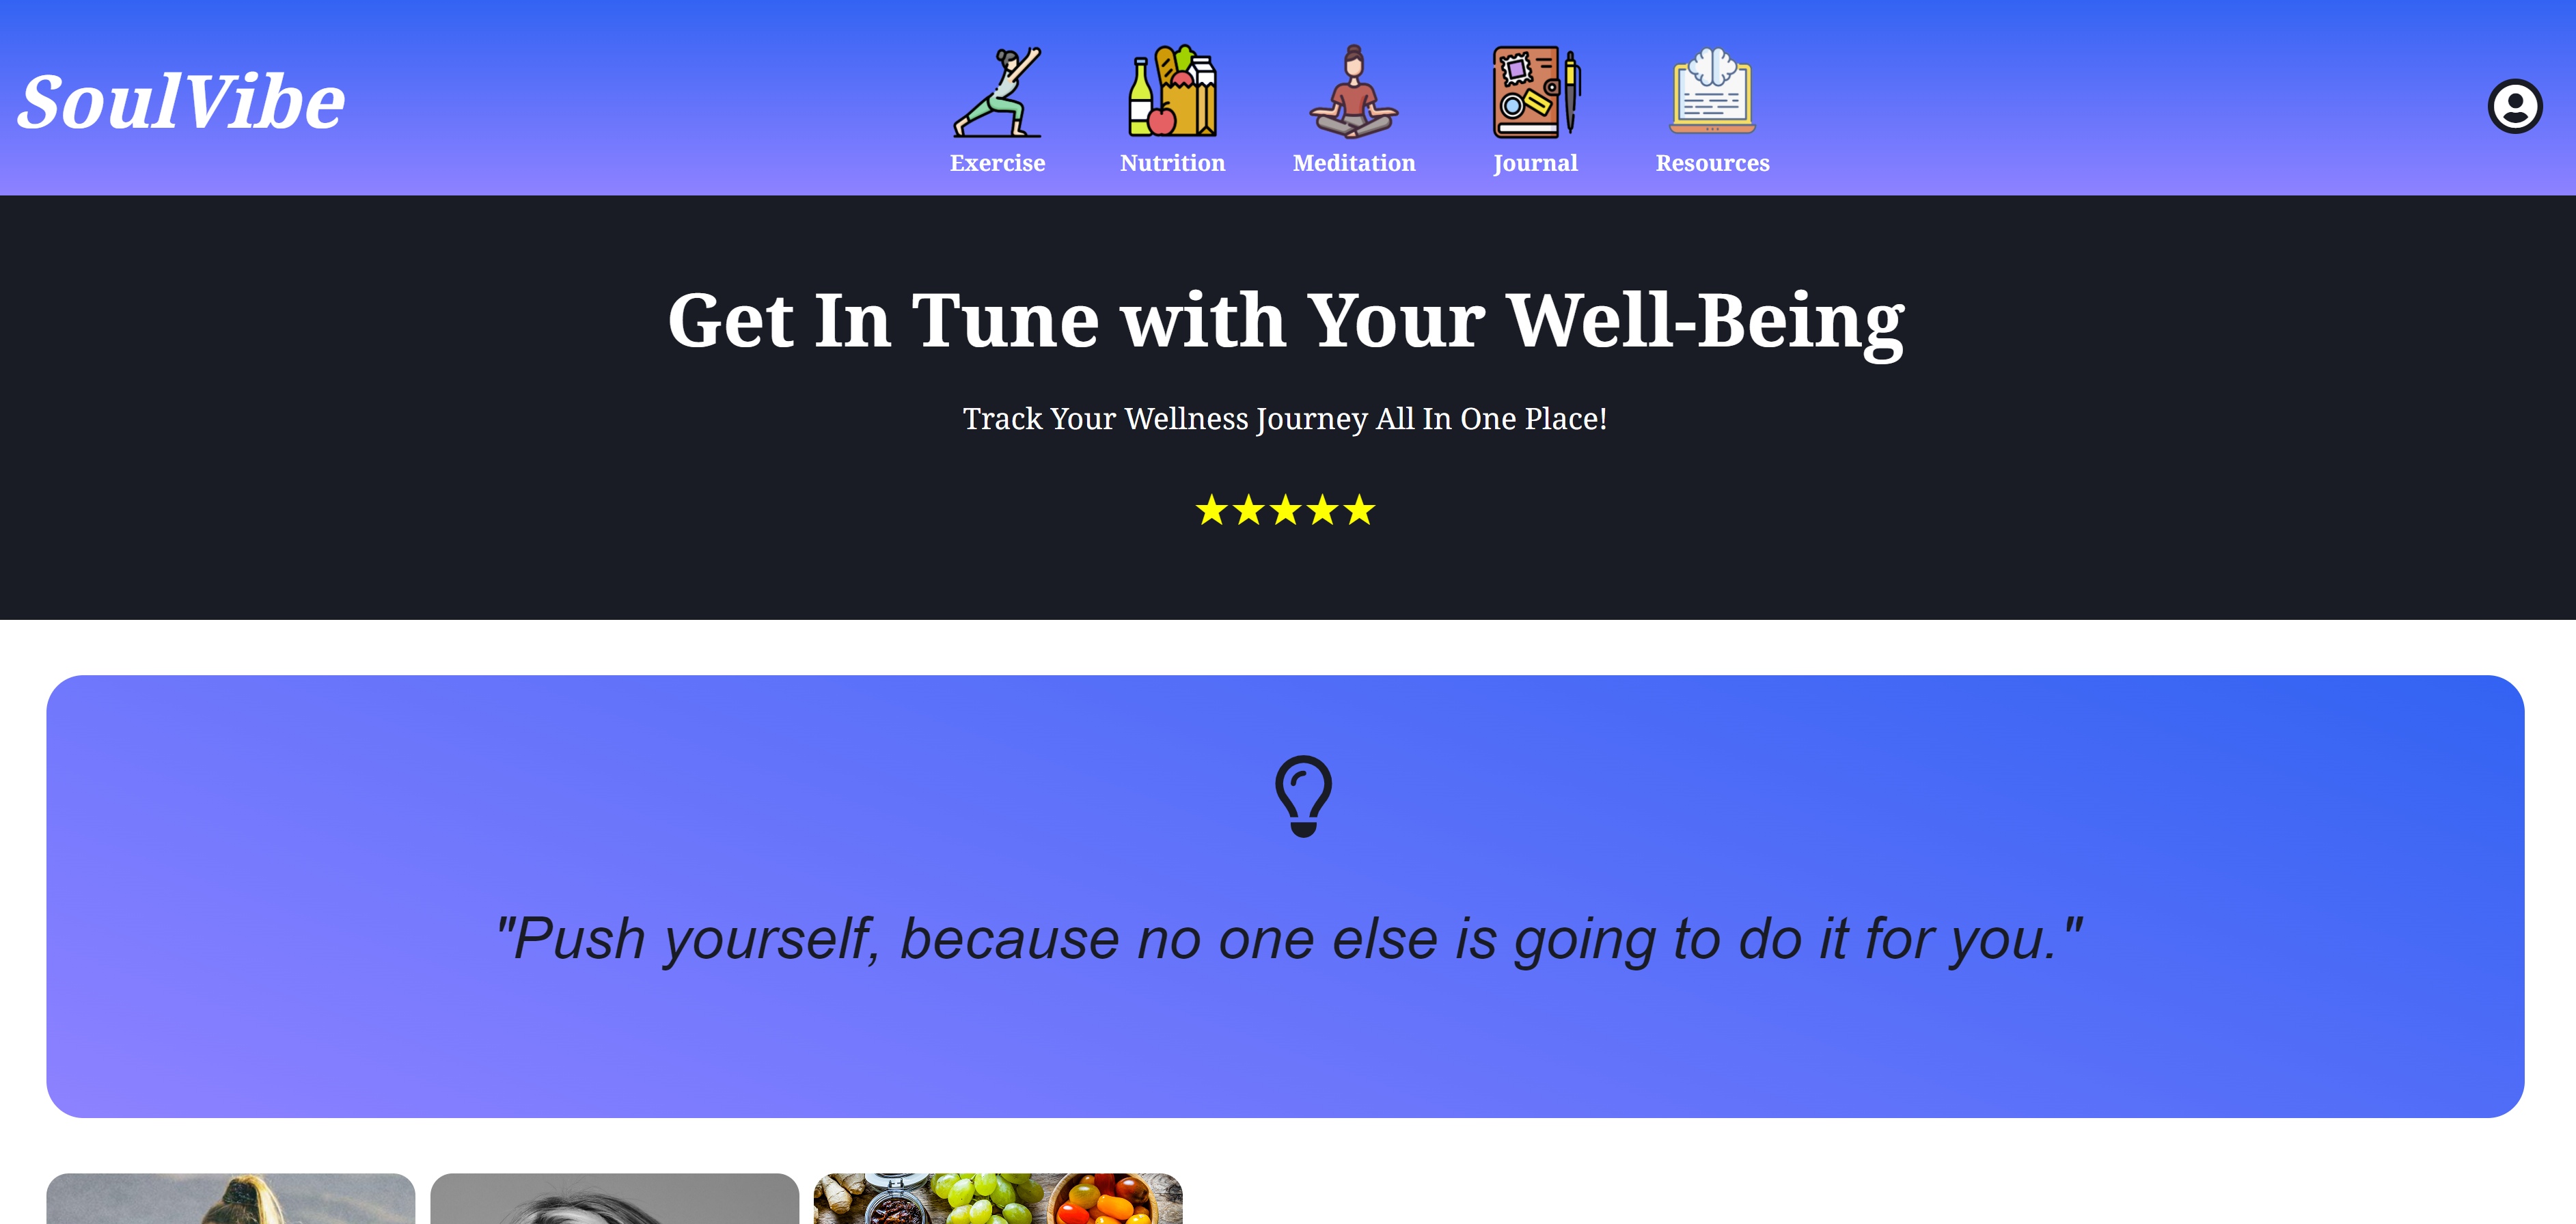 SoulVibe
Exercise
Nutrition
Meditation
Journal
Resources
Get In Tune with Your Well-Being
Track Your Wellness Journey All In One Place!
"Push yourself, because no one else is going to do it for you."